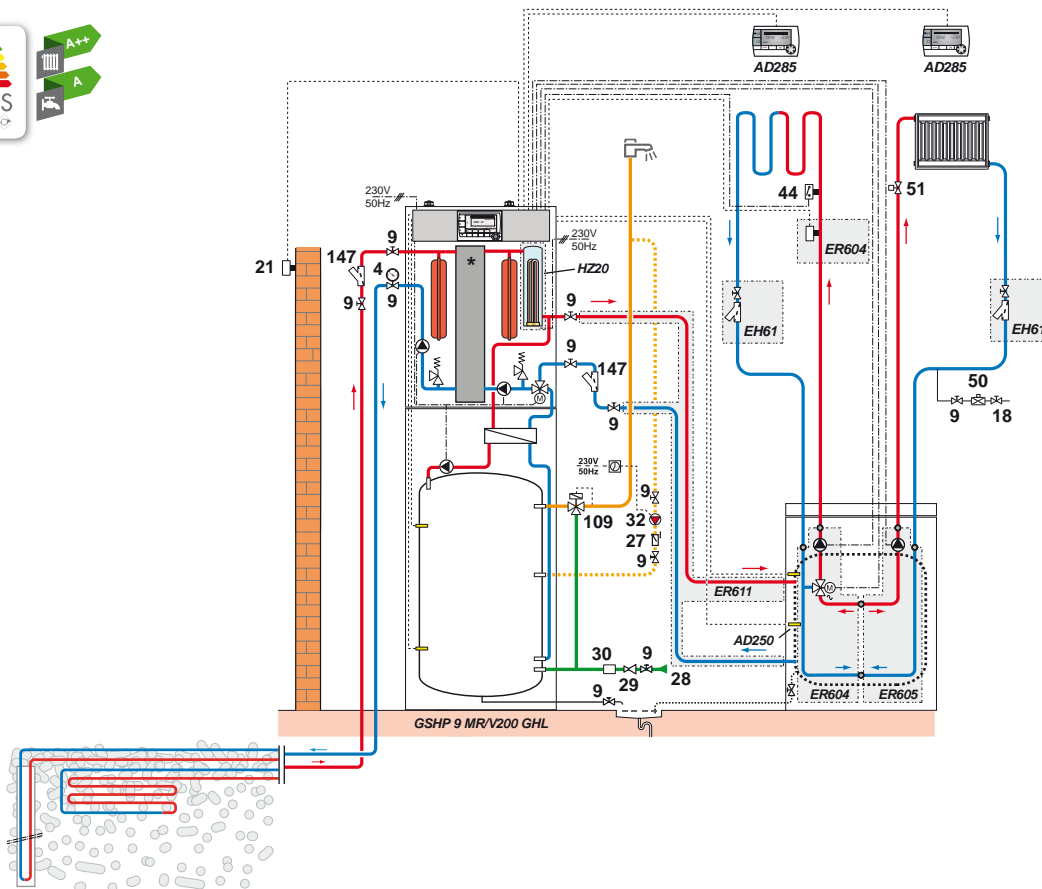 A++
A
S
AD285
AD285
230V
50Hz
44
51
9
147
4
21
9
9
230V
50Hz
HZ20
ER604
9
EH61
EH61
9
147
9
50
9
18
*
M
230V
50Hz
9
109
32
27
9
ER611
M
AD250
30
29
9
28
9
ER604
ER605
GSHP 9 MR/V200 GHL